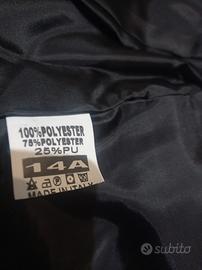 100%POLYESTER
75%POLYESTER
25%PU
14A
MADE IN ITALY
subito